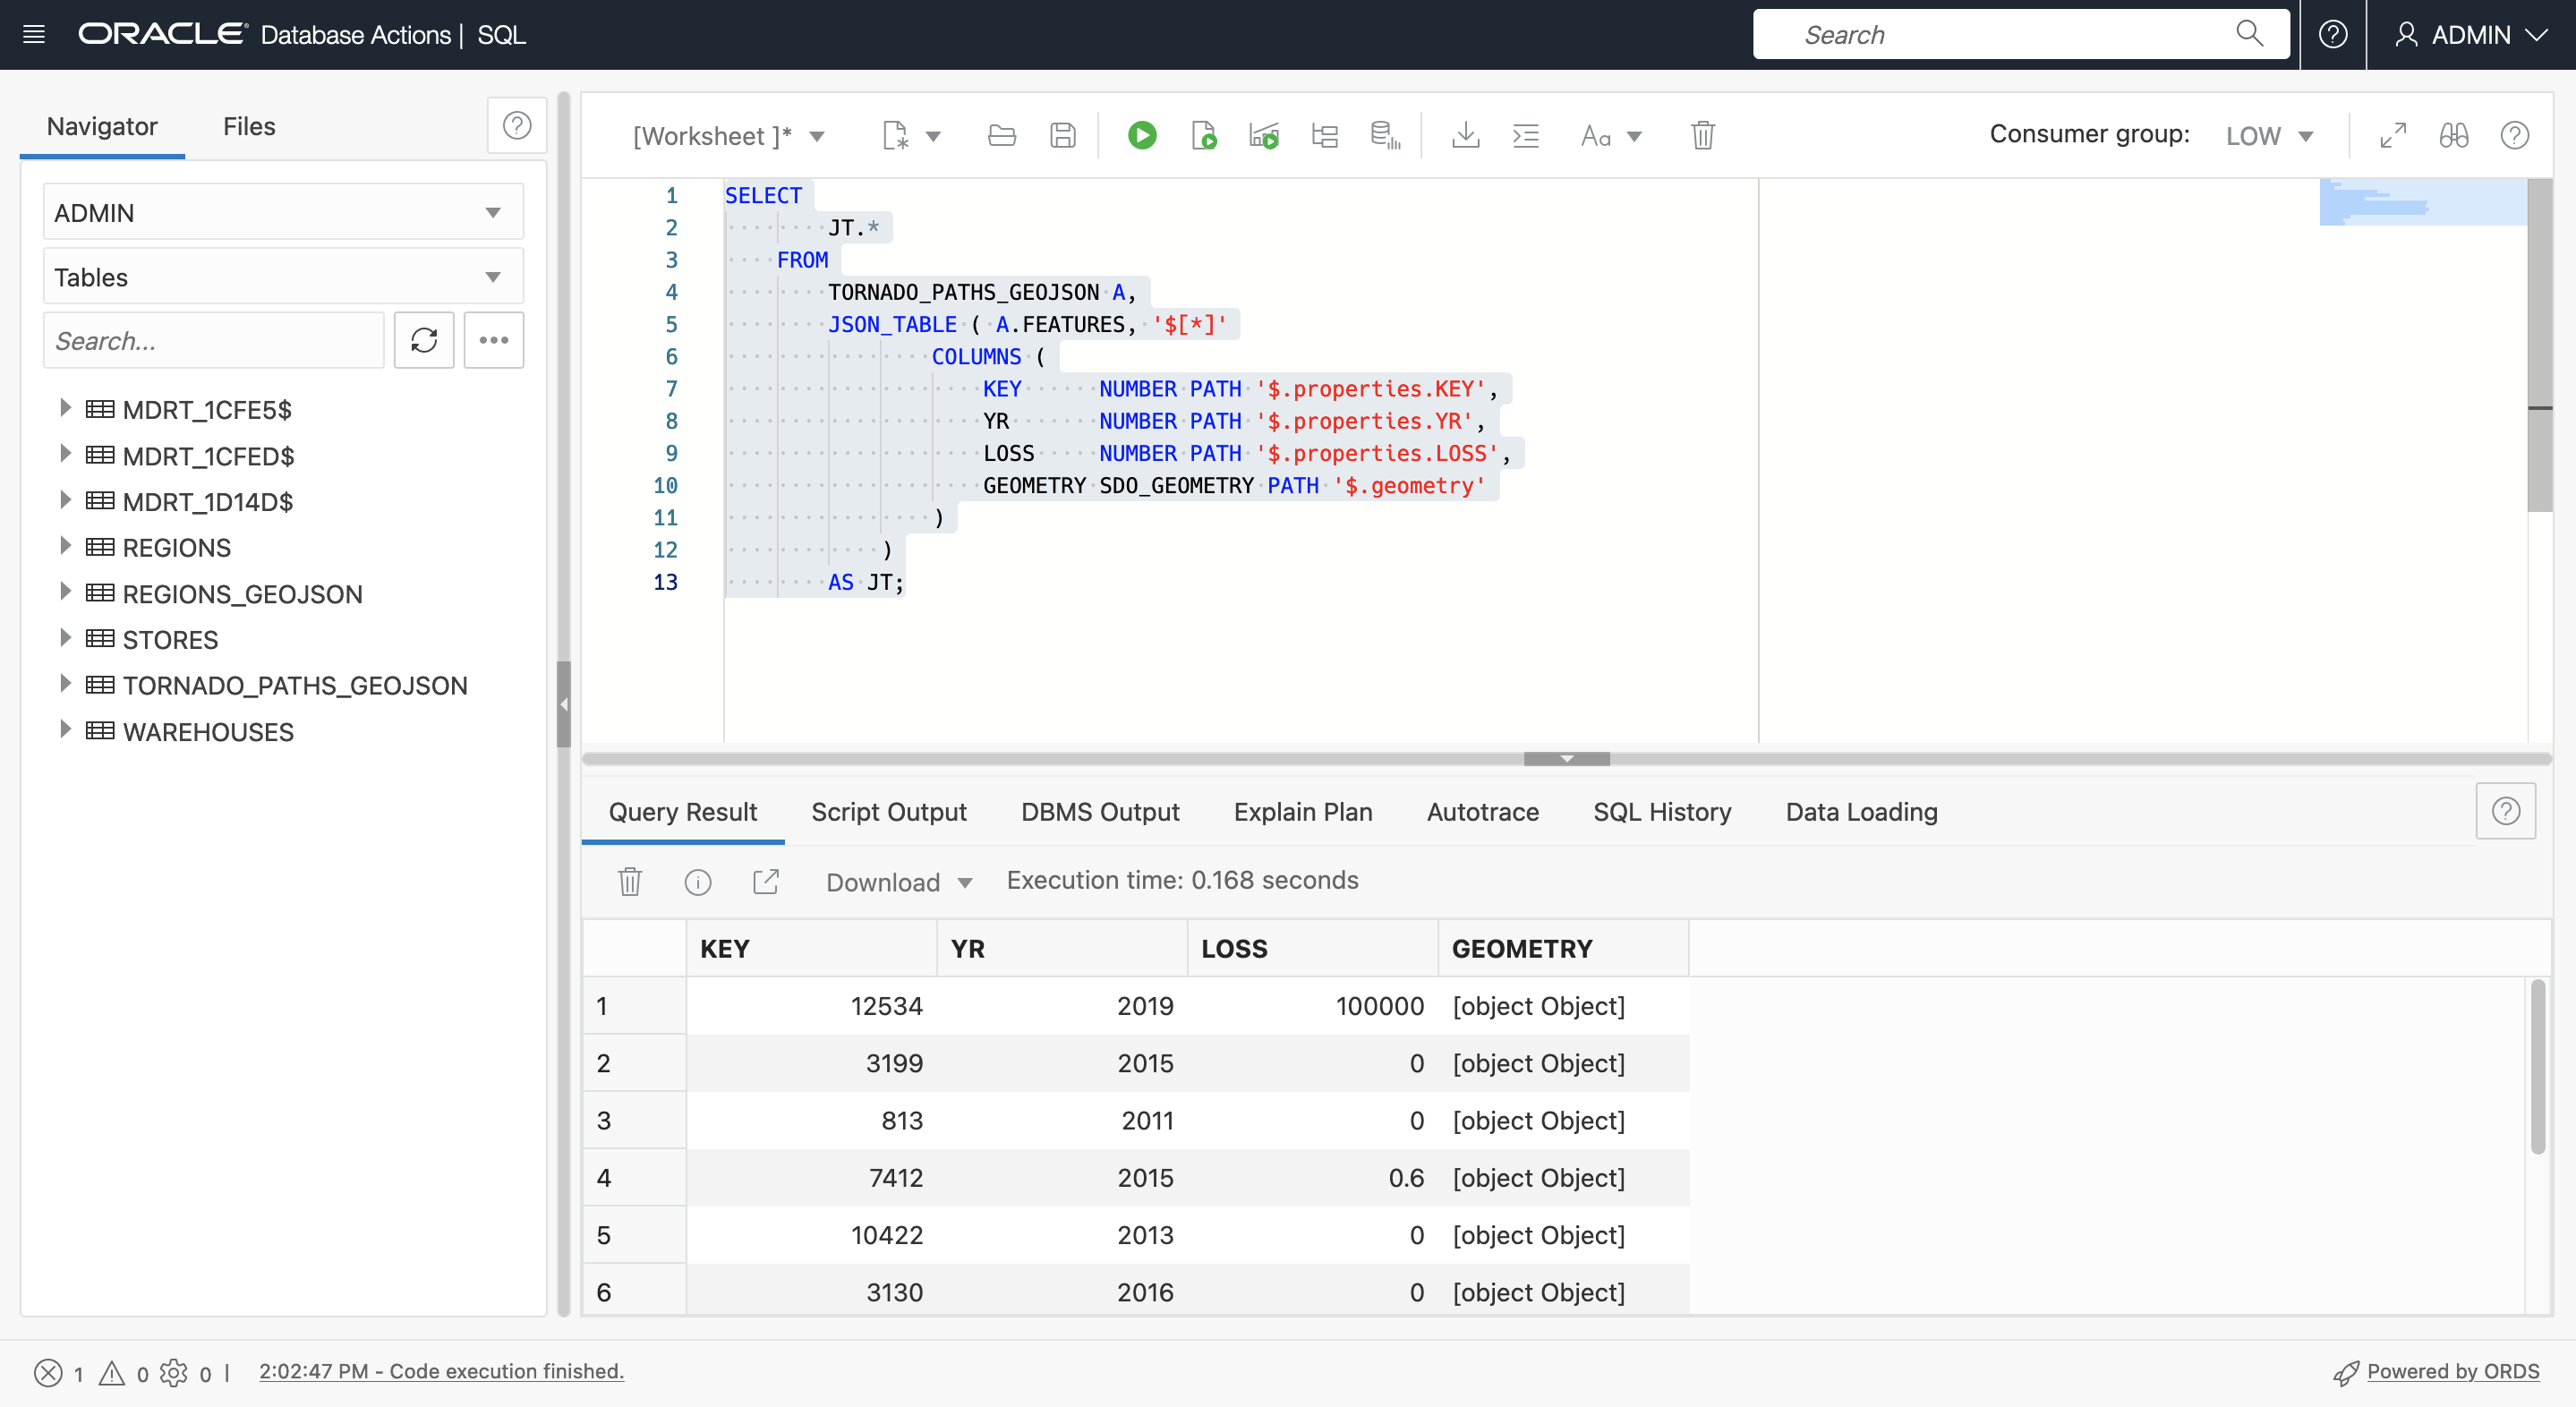 ORACLE Database Actions | SQL
Search
ADMIN
Navigator
Files
ADMIN
Tables
Search...
MDRT_1CFE5$
MDRT_1CFED$
MDRT_1D14D$
REGIONS
REGIONS_GEOJSON
STORES
TORNADO_PATHS_GEOJSON
WAREHOUSES
[Worksheet ]*
Aa
Consumer group: LOW
1 SELECT
2 JT.*
3 FROM
4 TORNADO_PATHS_GEOJSON A,
5 JSON_TABLE ( A.FEATURES, '$[*]'
6 COLUMNS (
7 KEY NUMBER PATH '$.properties.KEY',
8 YR NUMBER PATH '$.properties.YR',
9 LOSS NUMBER PATH '$.properties.LOSS',
10 GEOMETRY SDO_GEOMETRY PATH '$.geometry'
11 )
12 )
13 AS JT;
Query Result Script Output DBMS Output Explain Plan Autotrace SQL History Data Loading
Download Execution time: 0.168 seconds
KEY YR LOSS GEOMETRY
1 12534 2019 100000 [object Object]
2 3199 2015 0 [object Object]
3 813 2011 0 [object Object]
4 7412 2015 0.6 [object Object]
5 10422 2013 0 [object Object]
6 3130 2016 0 [object Object]
1 0 0 | 2:02:47 PM - Code execution finished.
Powered by ORDS